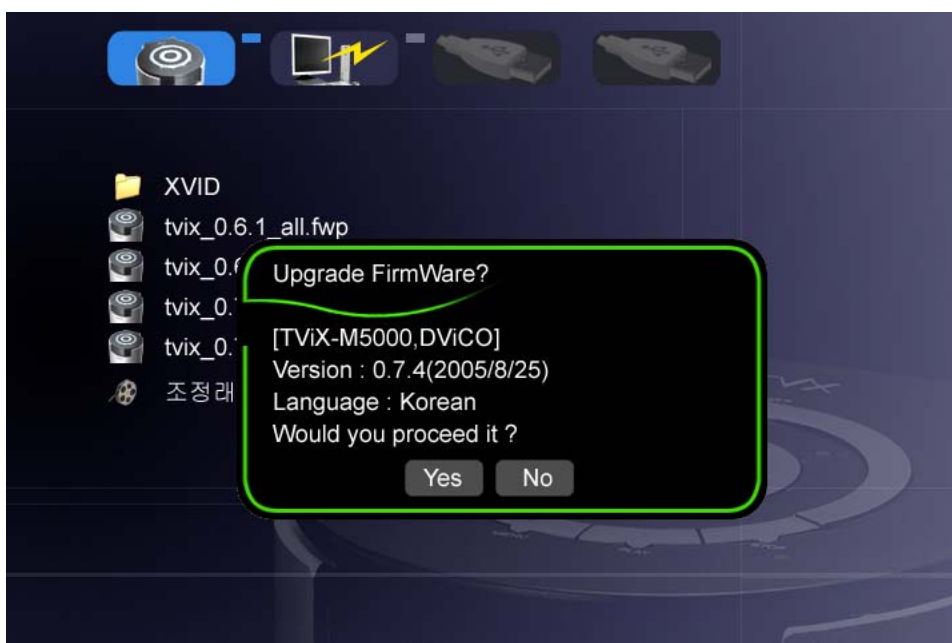 XVID
tvix_0.6.1_all.fwp
tvix_0.6
tvix_0.7
tvix_0.7
조정래
Upgrade FirmWare?
[TViX-M5000,DViCO]
Version : 0.7.4(2005/8/25)
Language : Korean
Would you proceed it ?
Yes No